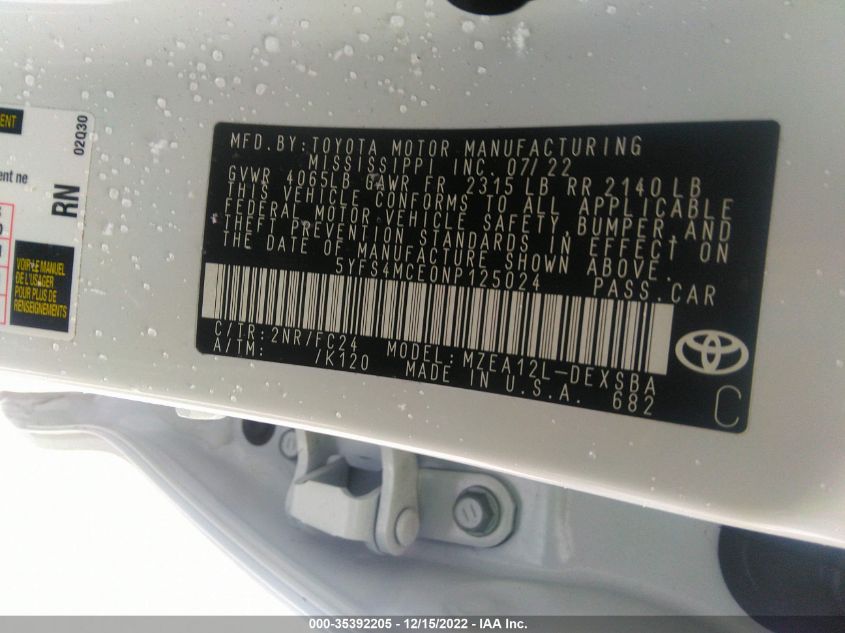 ENT
02Q30
ent ne
RN
VOIR LE MANUEL
DE L'USAGER
POUR PLUS DE
RENSEIGNEMENTS
MFD.BY:TOYOTA MOTOR MANUFACTURING
MISSISSIPPI INC. 07/22
GVWR 4065LB GAWR FR 2315 LB RR 2140 LB
THIS VEHICLE CONFORMS TO ALL APPLICABLE
FEDERAL MOTOR VEHICLE SAFETY,BUMPER,AND
THEFT PREVENTION STANDARDS IN EFFECT ON
THE DATE OF MANUFACTURE SHOWN ABOVE.
5YFS4MCE0NP125024 PASS.CAR
C/TR:2NR/FC24 MODEL:MZEA12L-DEXSBA
A/TM: /K120 MADE IN U.S.A. 682
C
000-35392205 - 12/15/2022 - IAA Inc.